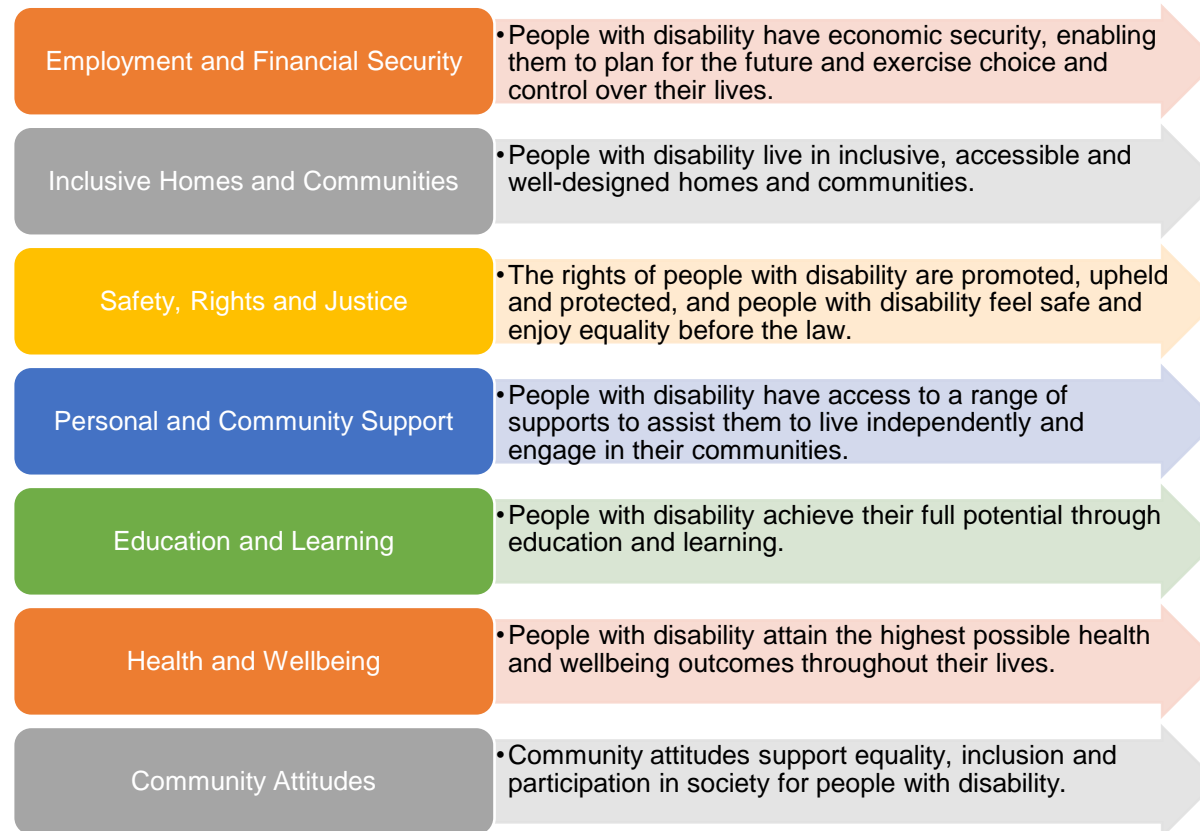 Employment and Financial Security
•People with disability have economic security, enabling
them to plan for the future and exercise choice and
control over their lives.
Inclusive Homes and Communities
•People with disability live in inclusive, accessible and
well-designed homes and communities.
Safety, Rights and Justice
•The rights of people with disability are promoted, upheld
and protected, and people with disability feel safe and
enjoy equality before the law.
Personal and Community Support
•People with disability have access to a range of
supports to assist them to live independently and
engage in their communities.
Education and Learning
•People with disability achieve their full potential through
education and learning.
Health and Wellbeing
•People with disability attain the highest possible health
and wellbeing outcomes throughout their lives.
Community Attitudes
•Community attitudes support equality, inclusion and
participation in society for people with disability.